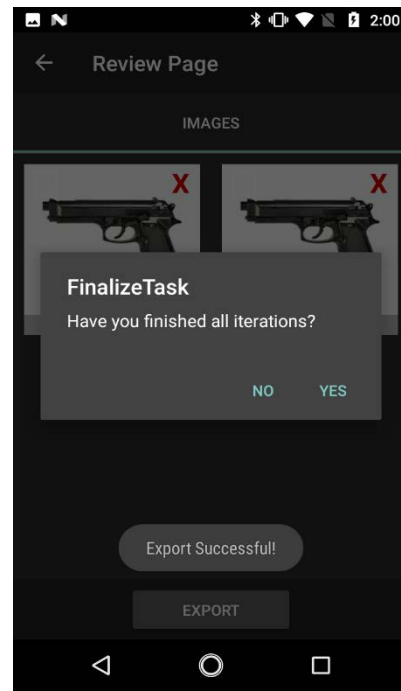 2:00
Review Page
IMAGES
X X
FinalizeTask
Have you finished all iterations?
NO YES
Export Successful!
EXPORT